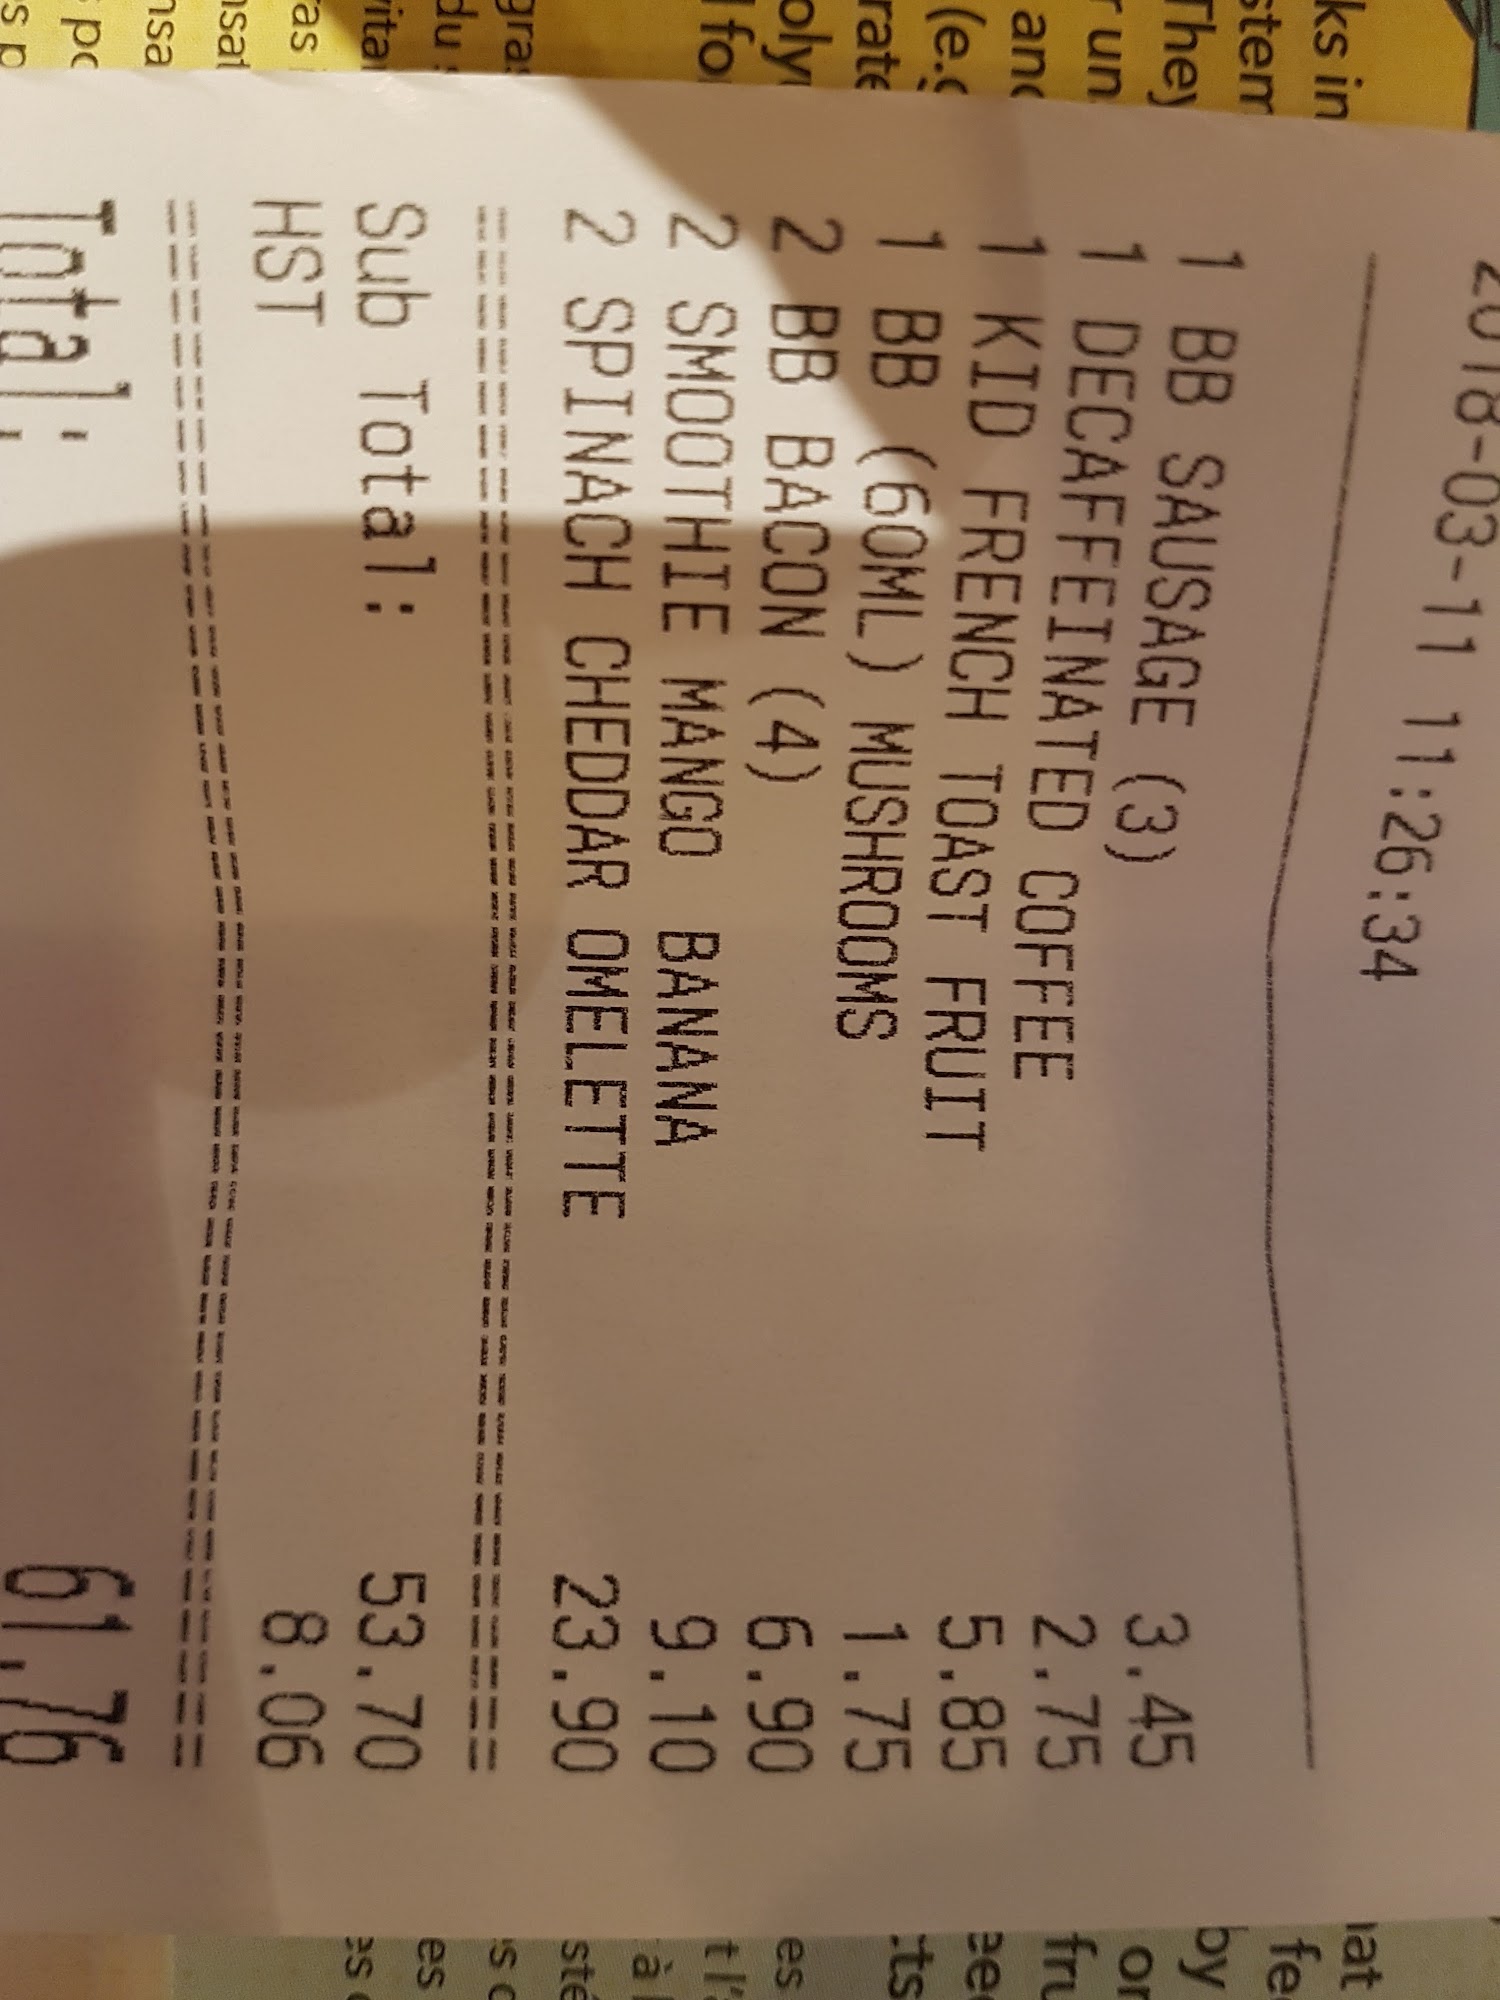 2018-03-11 11:26:34
1 BB SAUSAGE (3) 3.45
1 DECAFFEINATED COFFEE 2.75
1 KID FRENCH TOAST FRUIT 5.85
1 BB (60ML) MUSHROOMS 1.75
2 BB BACON (4) 6.90
2 SMOOTHIE MANGO BANANA 9.10
2 SPINACH CHEDDAR OMELETTE 23.90
Sub Total: 53.70
HST 8.06
Total: 61.76